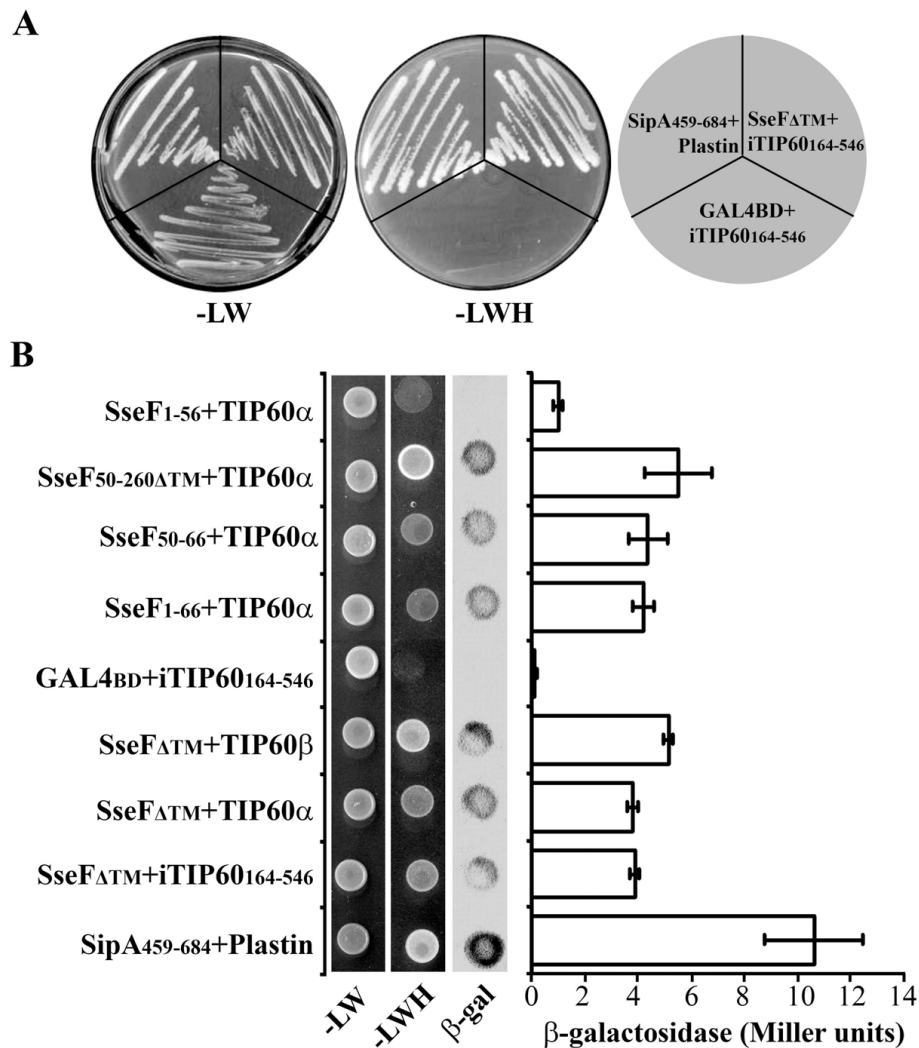 A
SipA459-684+
Plastin
SseFΔTM+
iTIP60164-546
GAL4BD+
iTIP60164-546
-LW
-LWH
B
SseF1-56+TIP60α
SseF50-260ΔTM+TIP60α
SseF50-66+TIP60α
SseF1-66+TIP60α
GAL4BD+iTIP60164-546
SseFΔTM+TIP60β
SseFΔTM+TIP60α
SseFΔTM+iTIP60164-546
SipA459-684+Plastin
-LW
-LWH
β-gal
0 2 4 6 8 10 12 14
β-galactosidase (Miller units)